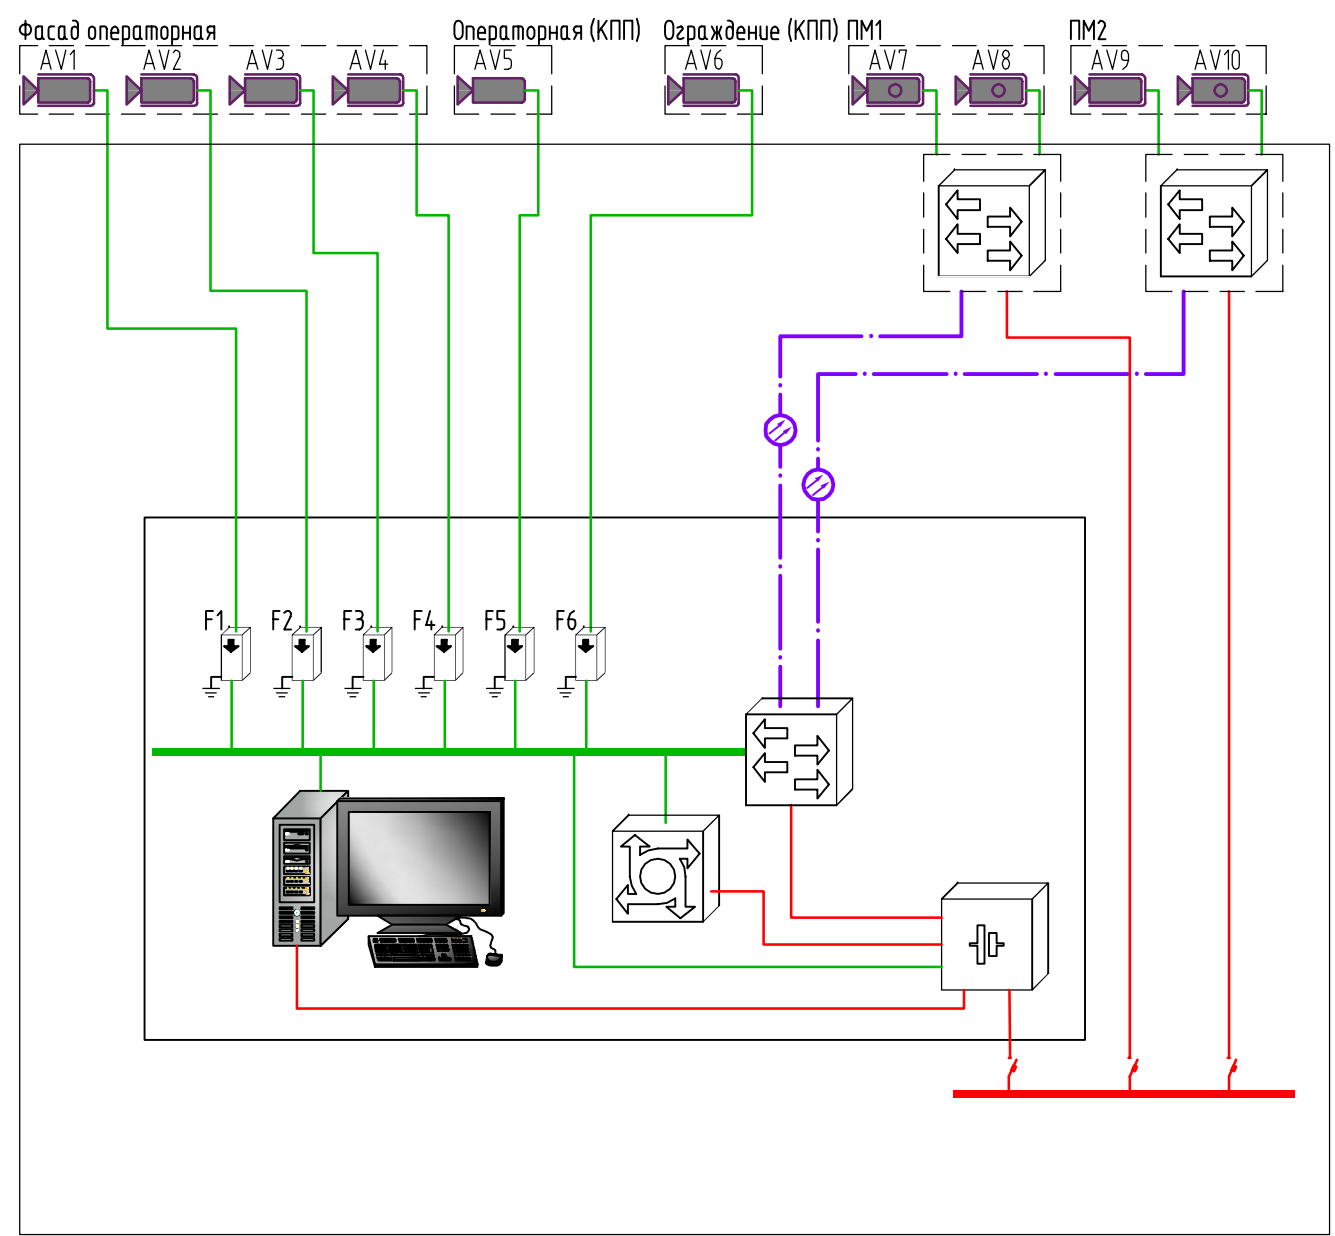 Фасад операторная
Операторная (КПП)
Ограждение (КПП)
ПМ1
ПМ2
AV1
AV2
AV3
AV4
AV5
AV6
AV7
AV8
AV9
AV10
F1
F2
F3
F4
F5
F6